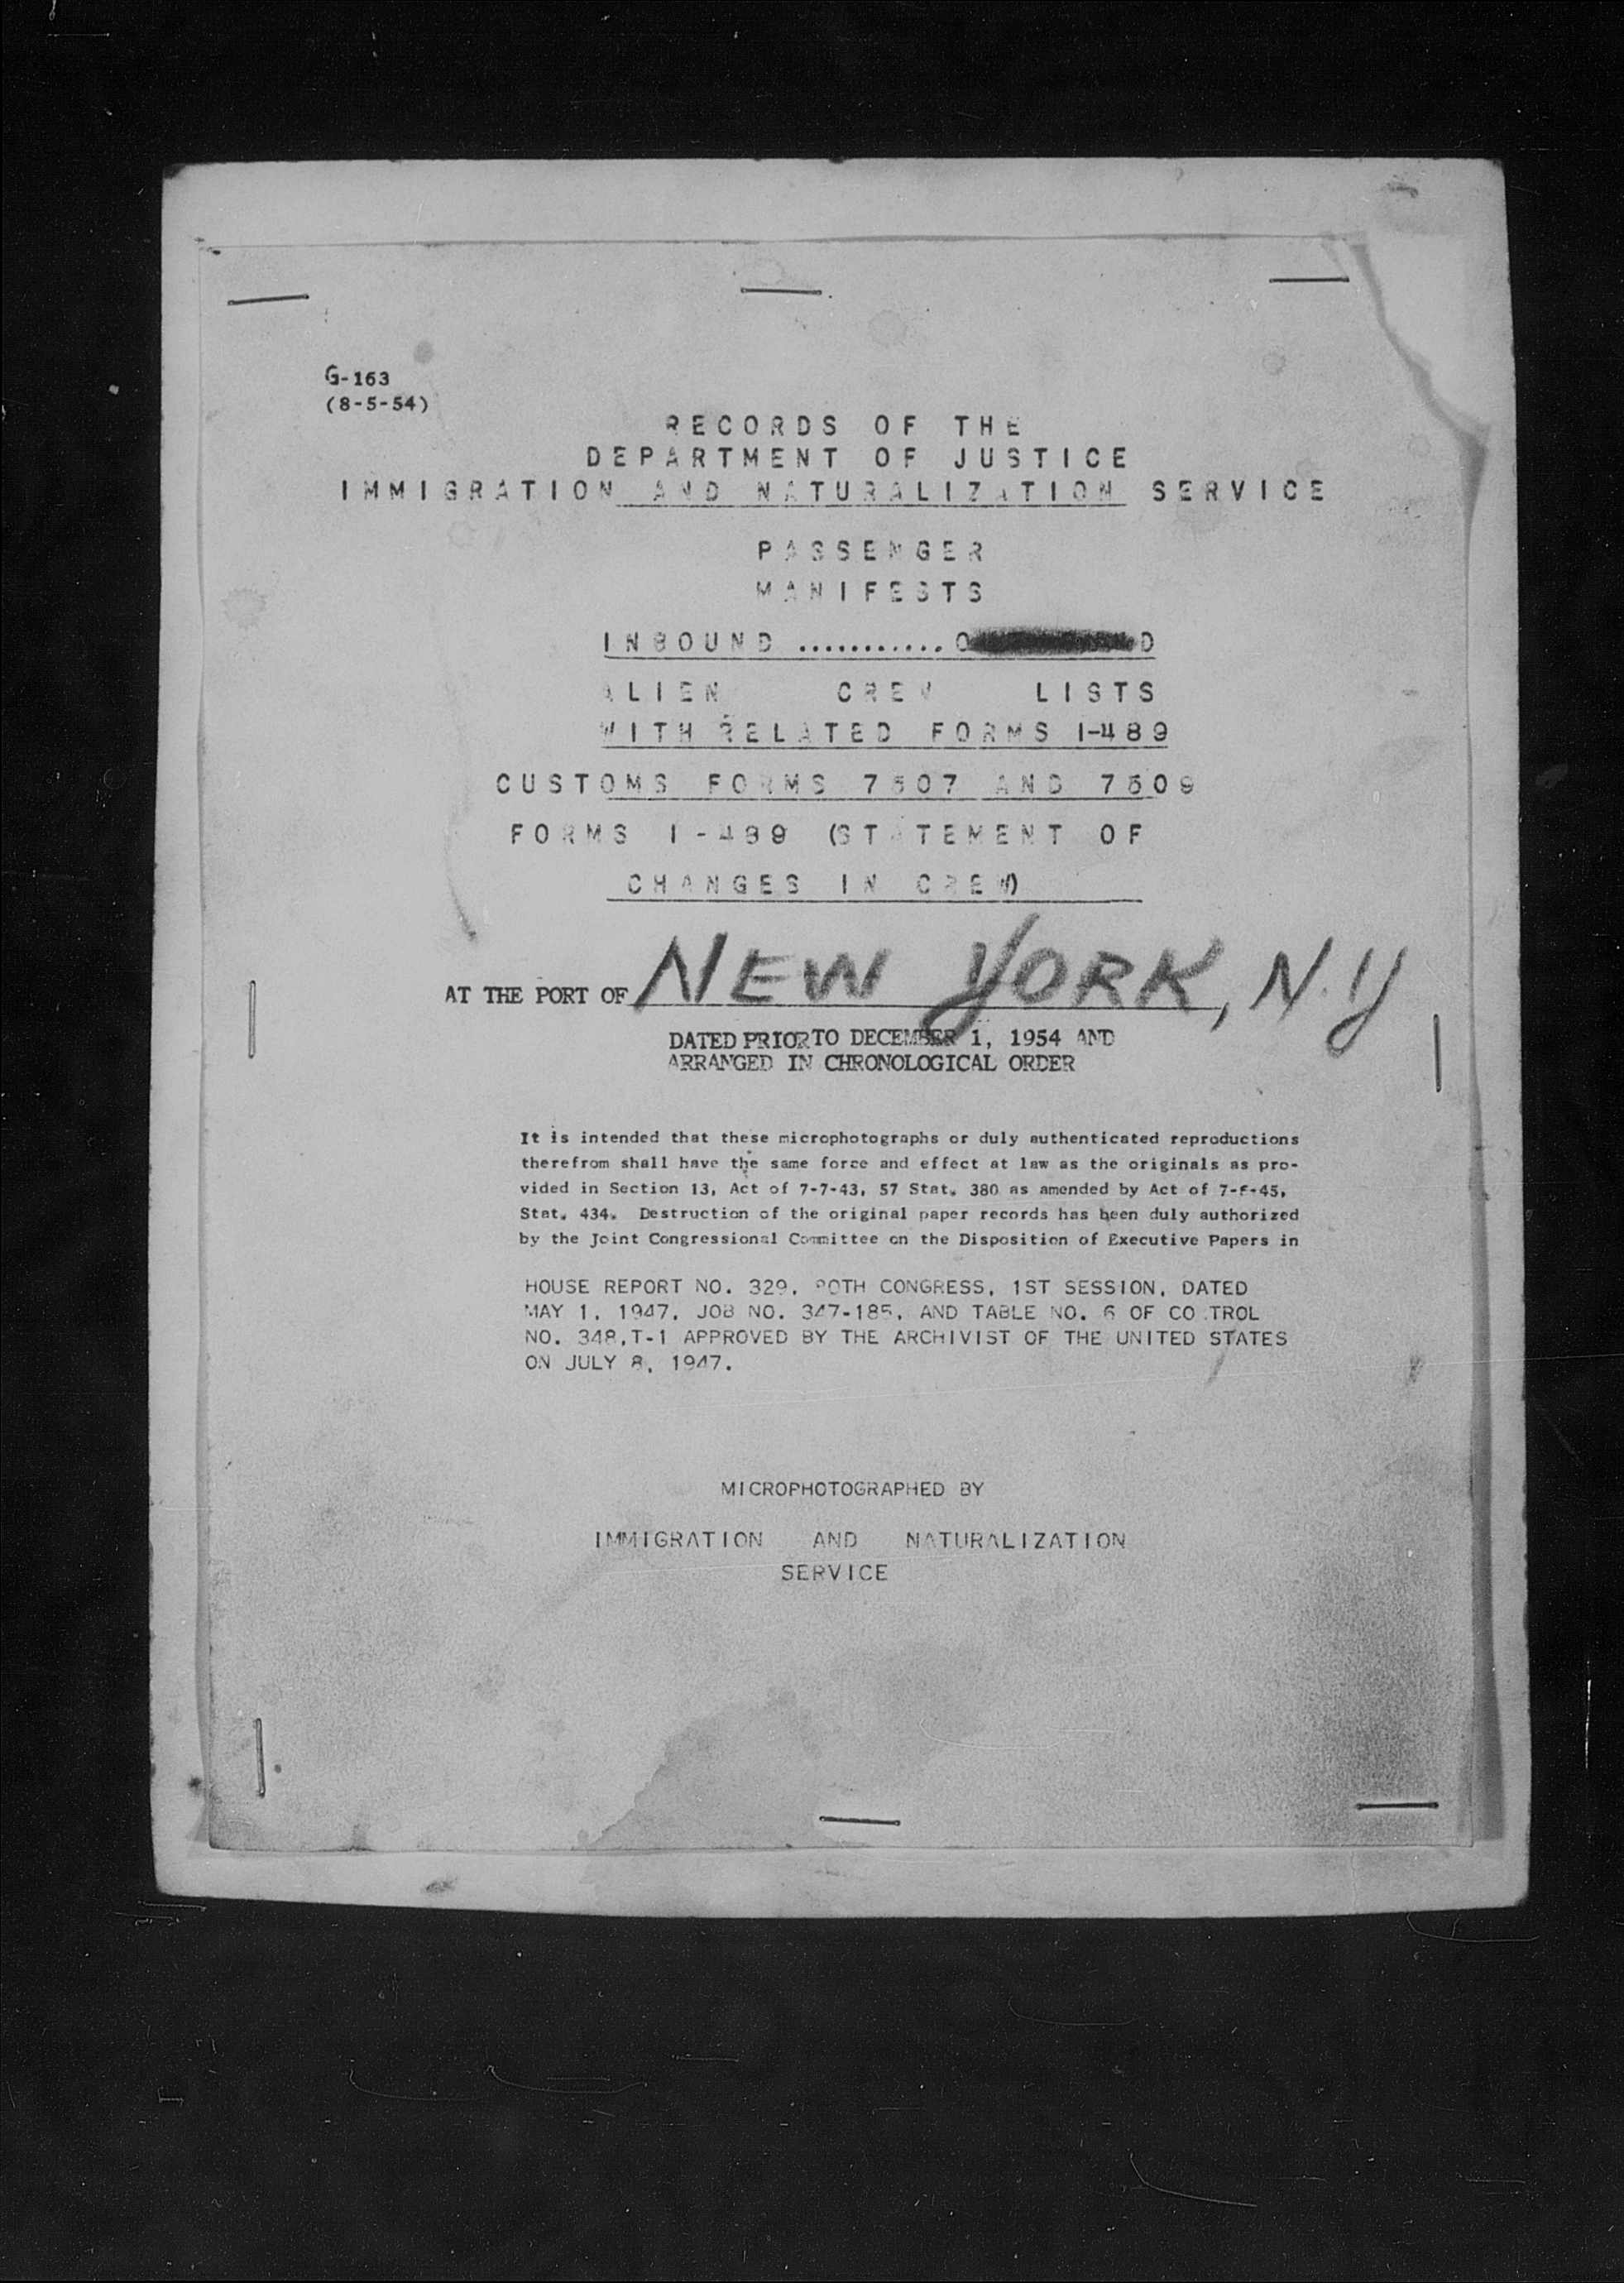 G-163
(8-5-54)
RECORDS OF THE
DEPARTMENT OF JUSTICE
IMMIGRATION AND NATURALIZATION SERVICE
PASSENGER
MANIFESTS
INBOUND ...........
ALIEN CREW LISTS
WITH RELATED FORMS I-489
CUSTOMS FORMS 7507 AND 7509
FORMS I-489 (STATEMENT OF
CHANGES IN CREW)
AT THE PORT OF NEW YORK, N.Y
DATED PRIOR TO DECEMBER 1, 1954 AND
ARRANGED IN CHRONOLOGICAL ORDER
It is intended that these microphotographs or duly authenticated reproductions
therefrom shall have the same force and effect at law as the originals as pro-
vided in Section 13, Act of 7-7-43, 57 Stat. 380 as amended by Act of
Stat. 434. Destruction of the original paper records has been duly authorized
by the Joint Congressional Committee on the Disposition of Executive Papers in
HOUSE REPORT NO. 329, 80TH CONGRESS, 1ST SESSION, DATED
MAY 1, 1947, JOB NO. 347-185, AND TABLE NO. 6 OF CO TROL
NO. 348,T-1 APPROVED BY THE ARCHIVIST OF THE UNITED STATES
ON JULY 8, 1947.
MICROPHOTOGRAPHED BY
IMMIGRATION AND NATURALIZATION
SERVICE